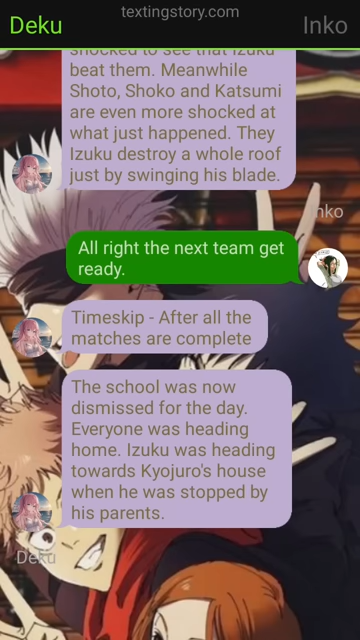 textingstory.com
Deku
Inko
shocked to see that Izuku
beat them. Meanwhile
Shoto, Shoko and Katsumi
are even more shocked at
what just happened. They
Izuku destroy a whole roof
just by swinging his blade.
nko
All right the next team get
ready.
Timeskip - After all the
matches are complete
The school was now
dismissed for the day.
Everyone was heading
home. Izuku was heading
towards Kyojuro's house
when he was stopped by
his parents.
Deku